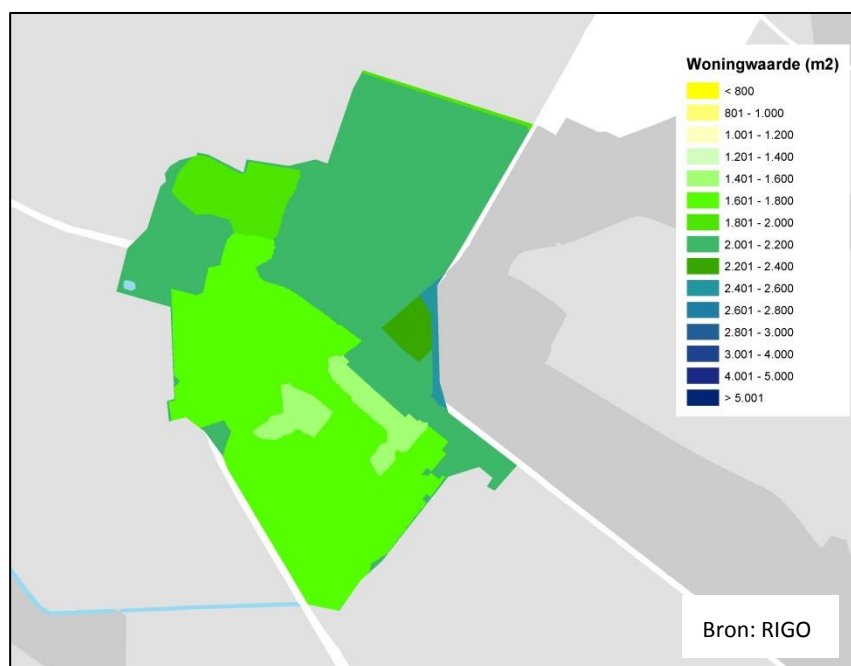 Woningwaarde (m2)
< 800
801 - 1.000
1.001 - 1.200
1.201 - 1.400
1.401 - 1.600
1.601 - 1.800
1.801 - 2.000
2.001 - 2.200
2.201 - 2.400
2.401 - 2.600
2.601 - 2.800
2.801 - 3.000
3.001 - 4.000
4.001 - 5.000
> 5.001
Bron: RIGO